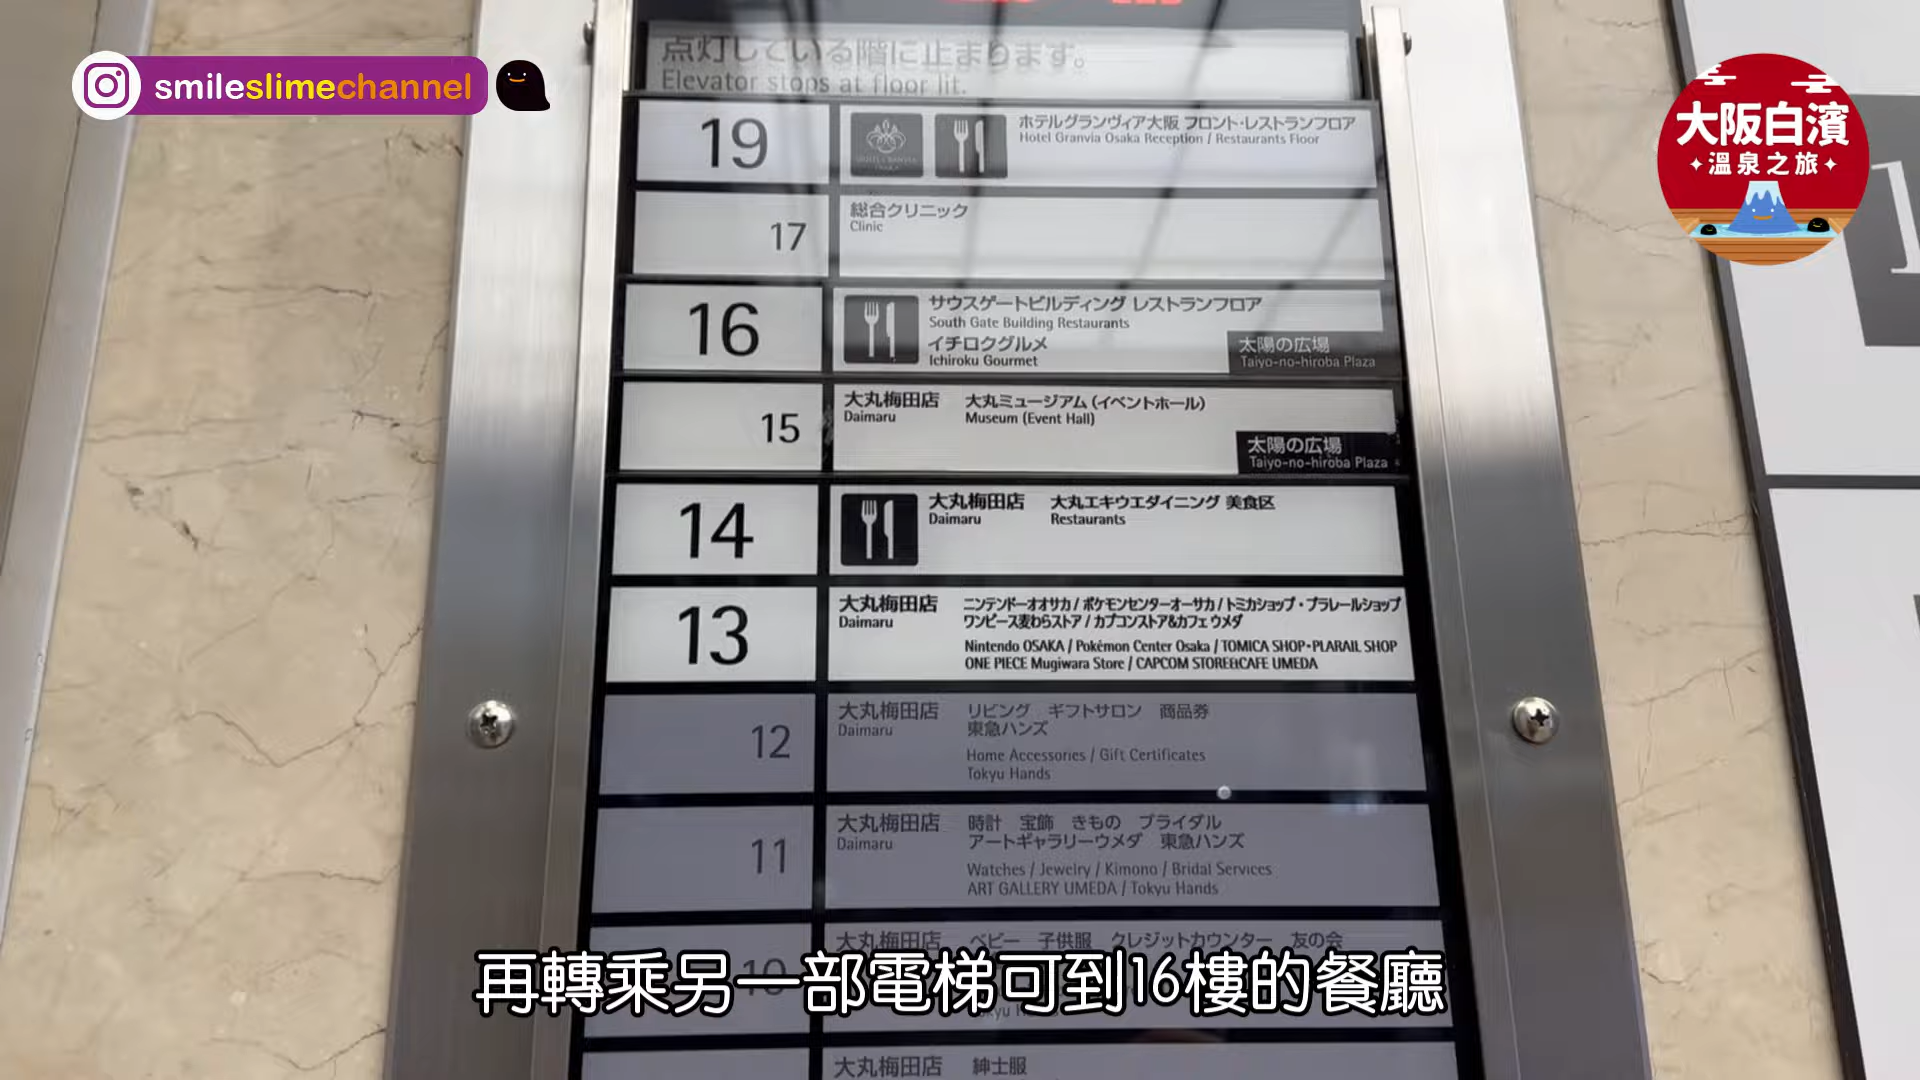 smileslimechannel
大阪白濱
温泉之旅
点灯している階に止まります。
Elevator stops at floor lit.
19
ホテルグランヴィア大阪 フロント・レストランフロア
Hotel Granvia Osaka Reception / Restaurants Floor
17
総合クリニック
Clinic
16
サウスゲートビルディング レストランフロア
South Gate Building Restaurants
イチロクグルメ
Ichiroku Gourmet
太陽の広場
Taiyo-no-hiroba Plaza
15
大丸梅田店 大丸ミュージアム(イベントホール)
Daimaru Museum (Event Hall)
太陽の広場
Taiyo-no-hiroba Plaza
14
大丸梅田店 大丸エキウエダイニング 美食区
Daimaru Restaurants
13
大丸梅田店
Daimaru
ニンテンドーオオサカ / ポケモンセンターオーサカ / トミカショップ・プラレールショップ
ワンピース麦わらストア / カプコンストア&カフェ ウメダ
Nintendo OSAKA / Pokémon Center Osaka / TOMICA SHOP・PLARAIL SHOP
ONE PIECE Mugiwara Store / CAPCOM STORE&CAFE UMEDA
12
大丸梅田店
Daimaru
リビング ギフトサロン 商品券
東急ハンズ
Home Accessories / Gift Certificates
Tokyu Hands
11
大丸梅田店
Daimaru
時計 宝飾 きもの ブライダル
アートギャラリーウメダ 東急ハンズ
Watches / Jewelry / Kimono / Bridal Services
ART GALLERY UMEDA / Tokyu Hands
10
大丸梅田店 ベビー 子供服 クレジットカウンター 友の会
再轉乘另一部電梯可到16樓的餐廳
大丸梅田店 紳士服